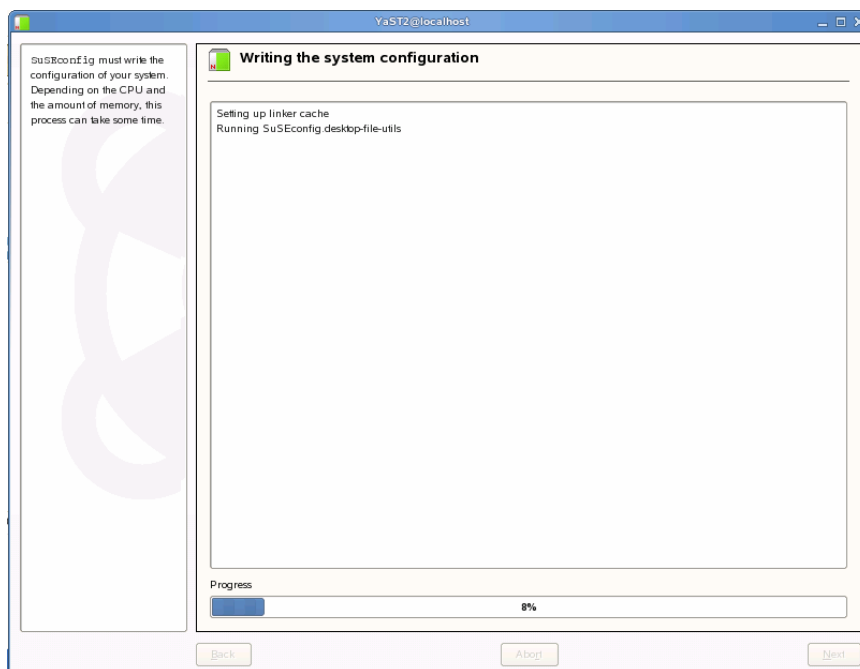 YaST2@localhost
SuSEconfig must write the
configuration of your system.
Depending on the CPU and
the amount of memory, this
process can take some time.
Writing the system configuration
Setting up linker cache
Running SuSEconfig.desktop-file-utils
Progress
8%
Back
Abort
Next